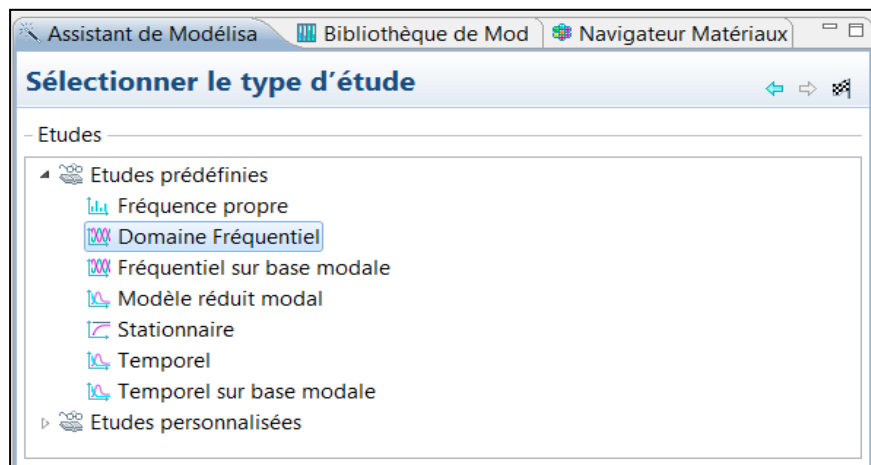 Assistant de Modélisa Bibliothèque de Mod Navigateur Matériaux
Sélectionner le type d'étude
Etudes
Etudes prédéfinies
Fréquence propre
Domaine Fréquentiel
Fréquentiel sur base modale
Modèle réduit modal
Stationnaire
Temporel
Temporel sur base modale
Etudes personnalisées